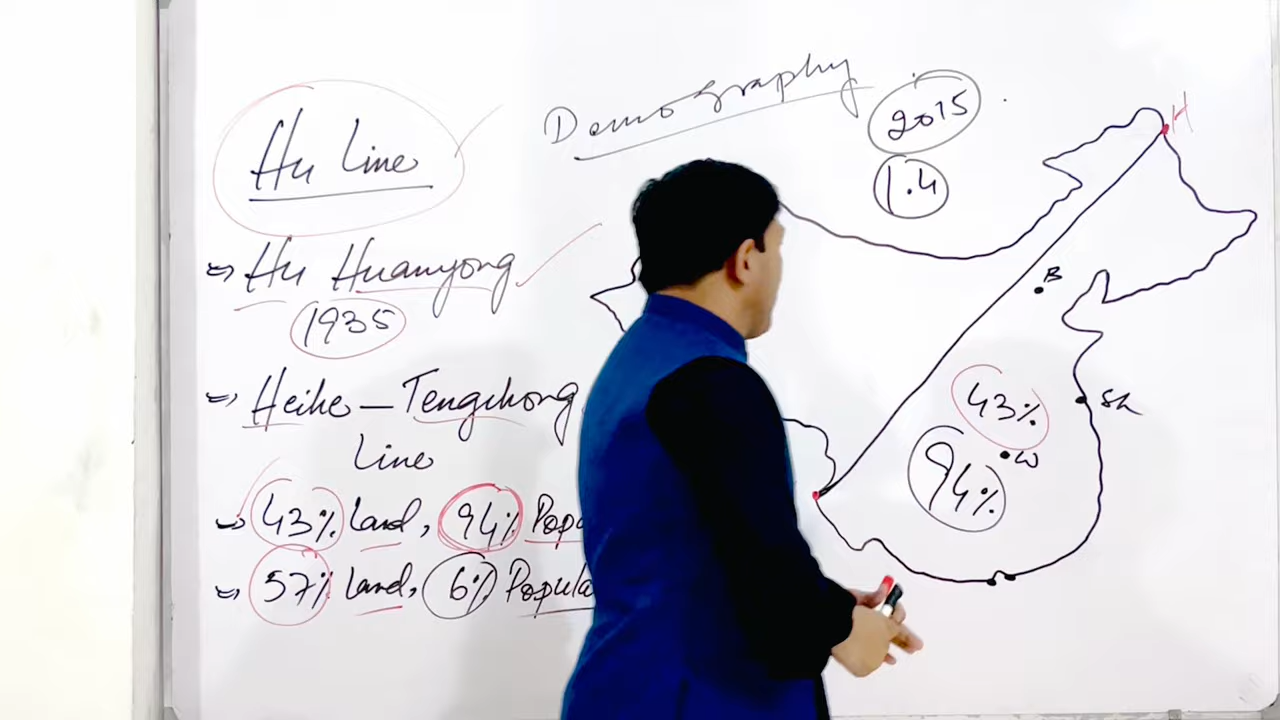 Demography
2015
1.4
Hu Line
⇒ Hu Huanyong
1935
⇒ Heihe – Tengchong
Line
→ 43% Land, 94% Popu
⇒ 57% Land, 6% Popula
H
B
43%
Sh
W
94%